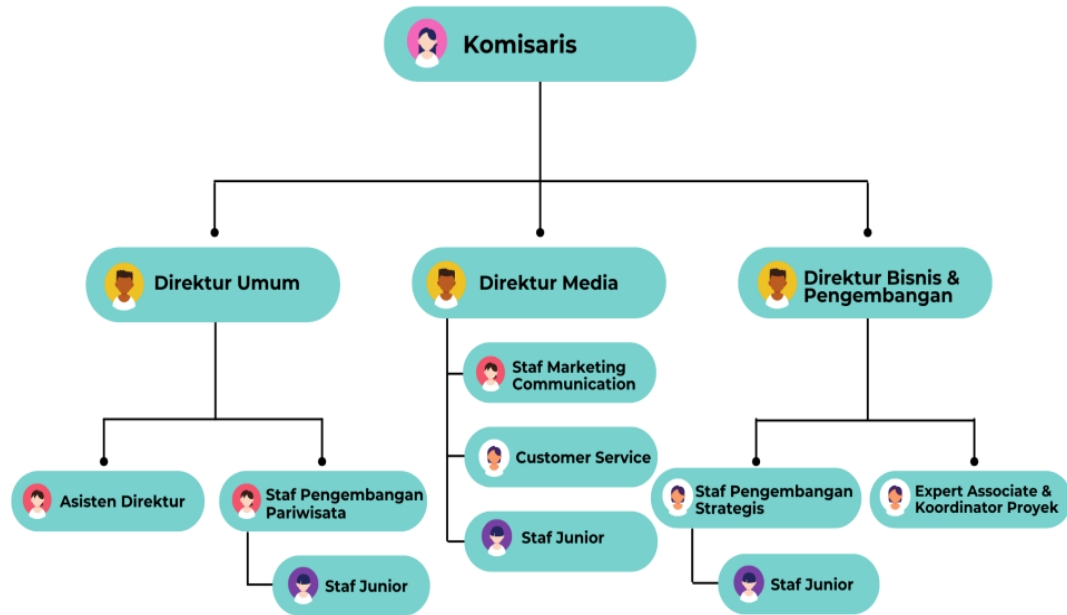 Komisaris
Direktur Umum
Direktur Media
Direktur Bisnis &
Pengembangan
Staf Marketing
Communication
Customer Service
Staf Junior
Asisten Direktur
Staf Pengembangan
Pariwisata
Staf Junior
Staf Pengembangan
Strategis
Staf Junior
Expert Associate &
Koordinator Proyek